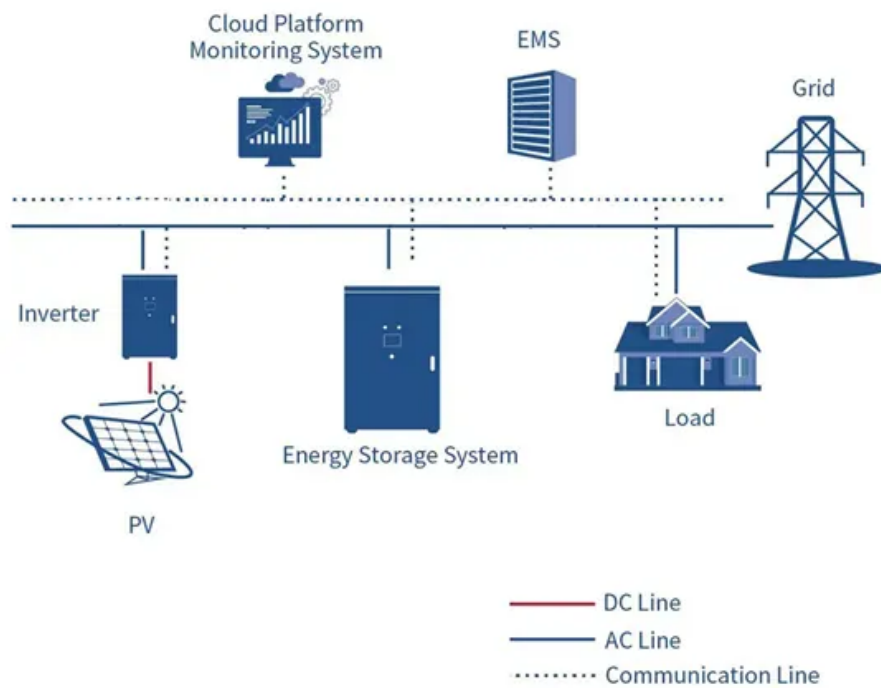 Cloud Platform
Monitoring System
EMS
Grid
Inverter
Load
Energy Storage System
PV
DC Line
AC Line
Communication Line